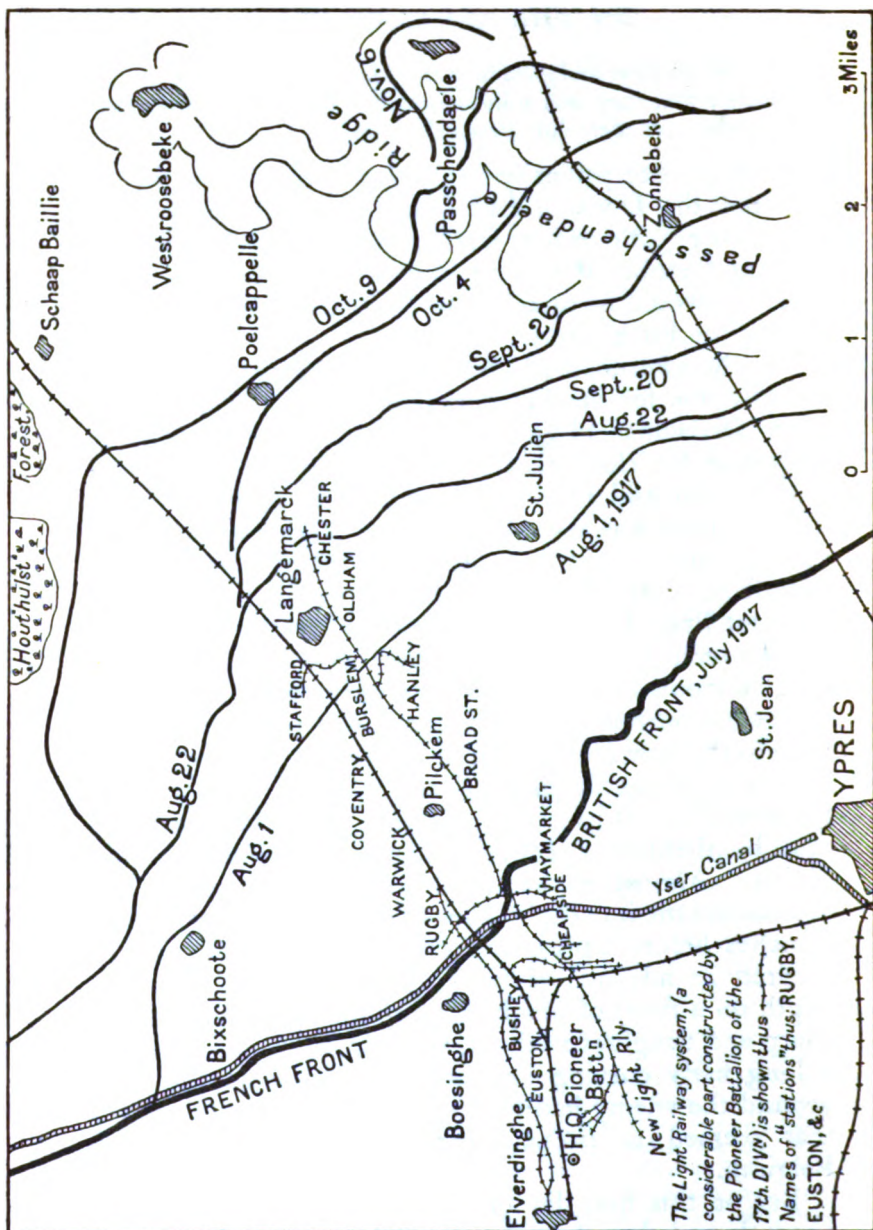 Houthulst
Forest
Schaap Baillie
Westroosebeke
Poelcappelle
Ridge
Nov. 6
Passchendaele
Oct. 9
Oct. 4
Passchendaele
Zonnebeke
Sept. 26
Sept. 20
Aug. 22
Aug. 1, 1917
St. Julien
Langemarck
CHESTER
OLDHAM
STAFFORD
BURSLEM
HANLEY
COVENTRY
Pilckem
BROAD ST.
WARWICK
RUGBY
HAYMARKET
CHEAPSIDE
Aug. 22
Aug. 1
Bixschoote
FRENCH FRONT
BRITISH FRONT, July 1917
St. Jean
YPRES
Yser Canal
Boesinghe
BUSHEY
EUSTON
Elverdinghe
H.Q. Pioneer
Battn
New Light Rly.
The Light Railway system, (a
considerable part constructed by
the Pioneer Battalion of the
17th. DIVn) is shown thus
Names of "stations" thus: RUGBY,
EUSTON, &c
0 1 2 3 Miles